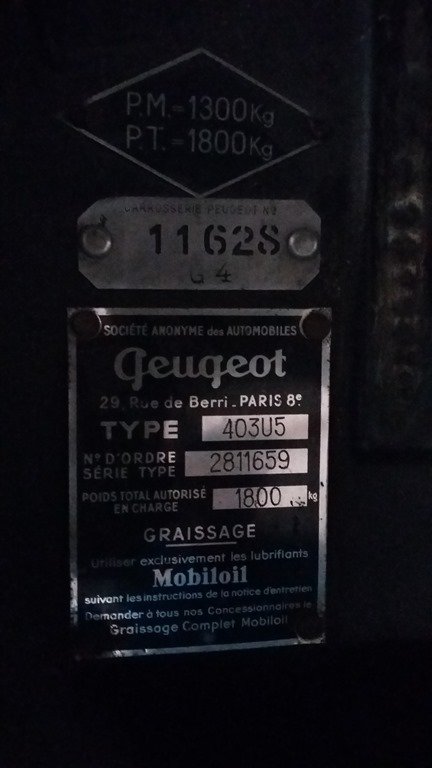 P.M.=1300Kg
P.T.=1800Kg
CARROSSERIE PEUGEOT No
11628
G 4
SOCIÉTÉ ANONYME des AUTOMOBILES
Peugeot
29, Rue de Berri - PARIS 8e
TYPE 403U5
N° D'ORDRE SÉRIE TYPE 2811659
POIDS TOTAL AUTORISÉ EN CHARGE 1800 kg
GRAISSAGE
Utiliser exclusivement les lubrifiants
Mobiloil
suivant les instructions de la notice d'entretien
Demander à tous nos Concessionnaires le
Graissage Complet Mobiloil